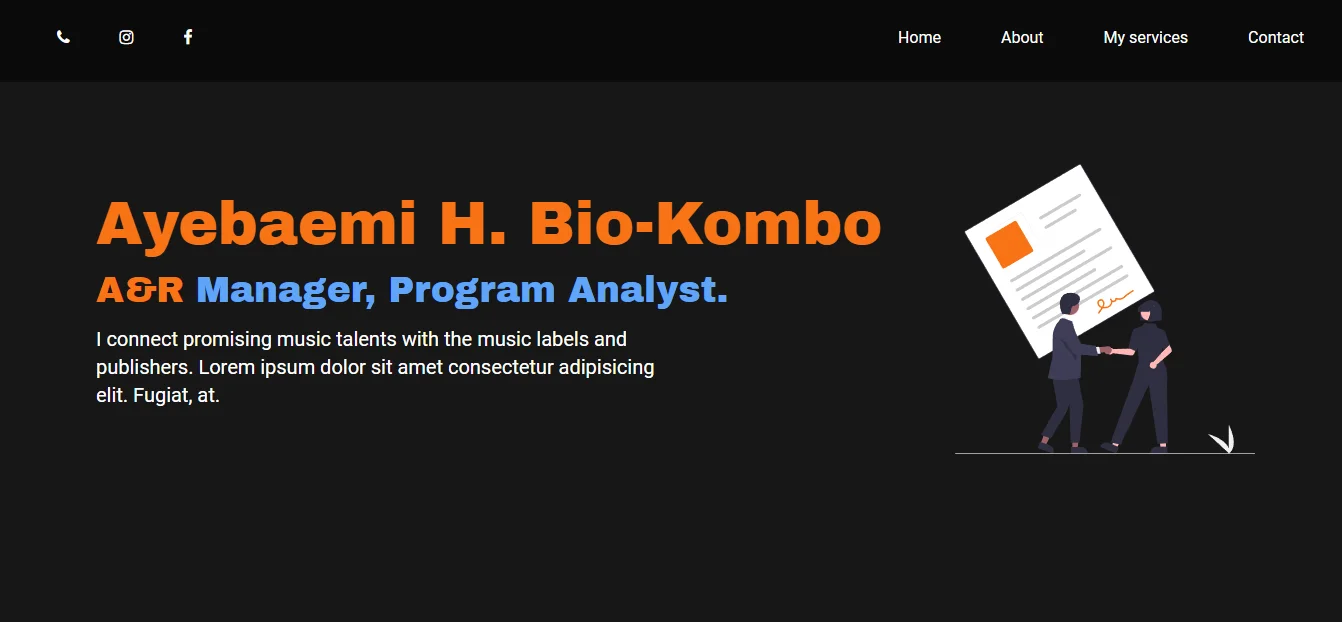 Home About My services Contact
Ayebaemi H. Bio-Kombo
A&R Manager, Program Analyst.
I connect promising music talents with the music labels and
publishers. Lorem ipsum dolor sit amet consectetur adipisicing
elit. Fugiat, at.